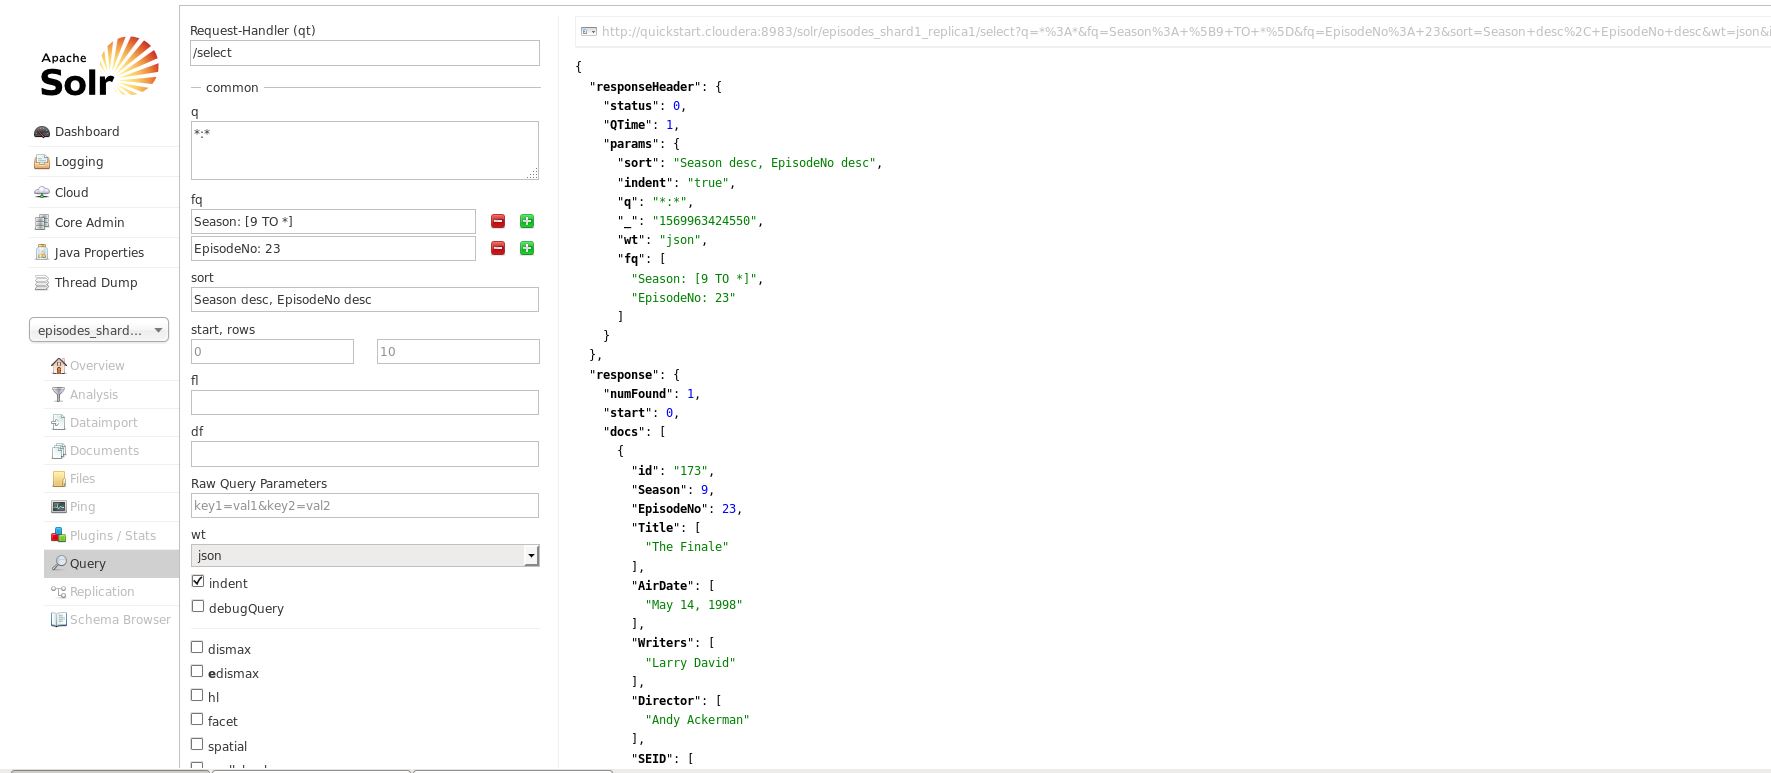 Apache
Solr
Dashboard
Logging
Cloud
Core Admin
Java Properties
Thread Dump
episodes_shard...
Overview
Analysis
Dataimport
Documents
Files
Ping
Plugins / Stats
Query
Replication
Schema Browser
Request-Handler (qt)
/select
common
q
*:*
fq
Season: [9 TO *]
EpisodeNo: 23
sort
Season desc, EpisodeNo desc
start, rows
0 10
fl
df
Raw Query Parameters
key1=val1&key2=val2
wt
json
indent
debugQuery
dismax
edismax
hl
facet
spatial
http://quickstart.cloudera:8983/solr/episodes_shard1_replica1/select?q=*%3A*&fq=Season%3A+%5B9+TO+*%5D&fq=EpisodeNo%3A+23&sort=Season+desc%2C+EpisodeNo+desc&wt=json&i
{
"responseHeader": {
"status": 0,
"QTime": 1,
"params": {
"sort": "Season desc, EpisodeNo desc",
"indent": "true",
"q": "*:*",
"_": "1569963424550",
"wt": "json",
"fq": [
"Season: [9 TO *]",
"EpisodeNo: 23"
]
}
},
"response": {
"numFound": 1,
"start": 0,
"docs": [
{
"id": "173",
"Season": 9,
"EpisodeNo": 23,
"Title": [
"The Finale"
],
"AirDate": [
"May 14, 1998"
],
"Writers": [
"Larry David"
],
"Director": [
"Andy Ackerman"
],
"SEID": [